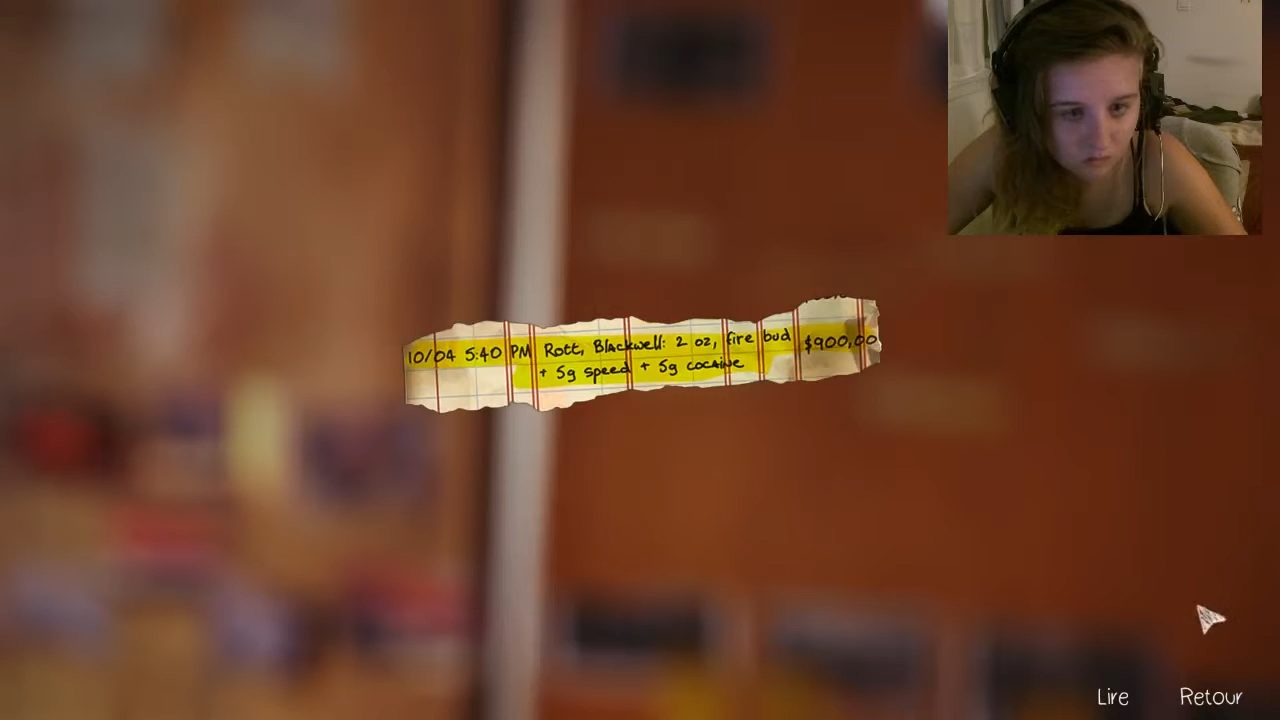 10/04 5:40 PM Rott, Blackwell: 2 oz, fire bud $900,00
+ 5g speed + 5g cocaine
Lire Retour